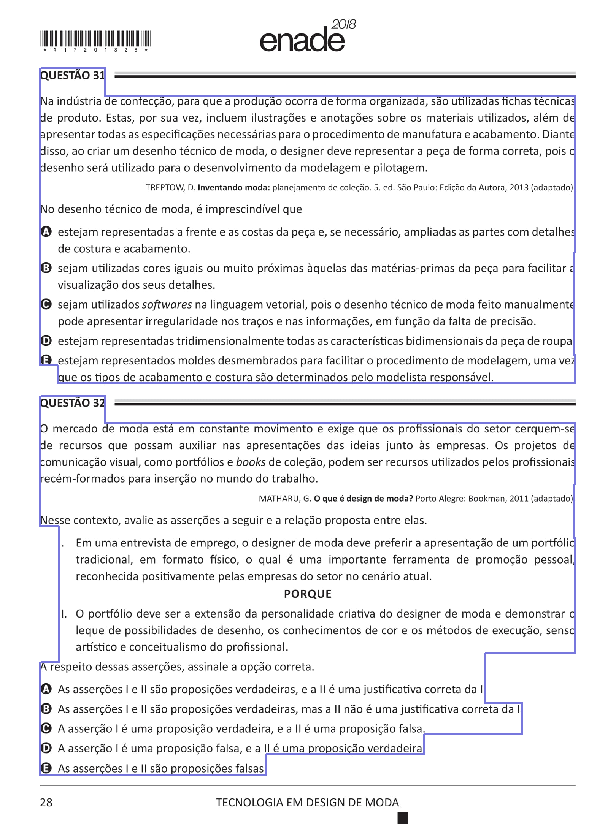 *R17201828*
enade2018
QUESTÃO 31
Na indústria de confecção, para que a produção ocorra de forma organizada, são utilizadas fichas técnicas
de produto. Estas, por sua vez, incluem ilustrações e anotações sobre os materiais utilizados, além de
apresentar todas as especificações necessárias para o procedimento de manufatura e acabamento. Diante
disso, ao criar um desenho técnico de moda, o designer deve representar a peça de forma correta, pois o
desenho será utilizado para o desenvolvimento da modelagem e pilotagem.
TREPTOW, D. Inventando moda: planejamento de coleção. 5. ed. São Paulo: Edição da Autora, 2013 (adaptado)
No desenho técnico de moda, é imprescindível que
A estejam representadas a frente e as costas da peça e, se necessário, ampliadas as partes com detalhes
de costura e acabamento.
B sejam utilizadas cores iguais ou muito próximas àquelas das matérias-primas da peça para facilitar a
visualização dos seus detalhes.
C sejam utilizados softwares na linguagem vetorial, pois o desenho técnico de moda feito manualmente
pode apresentar irregularidade nos traços e nas informações, em função da falta de precisão.
D estejam representadas tridimensionalmente todas as características bidimensionais da peça de roupa
E estejam representados moldes desmembrados para facilitar o procedimento de modelagem, uma vez
que os tipos de acabamento e costura são determinados pelo modelista responsável.
QUESTÃO 32
O mercado de moda está em constante movimento e exige que os profissionais do setor cerquem-se
de recursos que possam auxiliar nas apresentações das ideias junto às empresas. Os projetos de
comunicação visual, como portfólios e books de coleção, podem ser recursos utilizados pelos profissionais
recém-formados para inserção no mundo do trabalho.
MATHARU, G. O que é design de moda? Porto Alegre: Bookman, 2011 (adaptado)
Nesse contexto, avalie as asserções a seguir e a relação proposta entre elas.
I. Em uma entrevista de emprego, o designer de moda deve preferir a apresentação de um portfólio
tradicional, em formato físico, o qual é uma importante ferramenta de promoção pessoal,
reconhecida positivamente pelas empresas do setor no cenário atual.
PORQUE
II. O portfólio deve ser a extensão da personalidade criativa do designer de moda e demonstrar o
leque de possibilidades de desenho, os conhecimentos de cor e os métodos de execução, senso
artístico e conceitualismo do profissional.
A respeito dessas asserções, assinale a opção correta.
A As asserções I e II são proposições verdadeiras, e a II é uma justificativa correta da I
B As asserções I e II são proposições verdadeiras, mas a II não é uma justificativa correta da I
C A asserção I é uma proposição verdadeira, e a II é uma proposição falsa.
D A asserção I é uma proposição falsa, e a II é uma proposição verdadeira
E As asserções I e II são proposições falsas
28
TECNOLOGIA EM DESIGN DE MODA